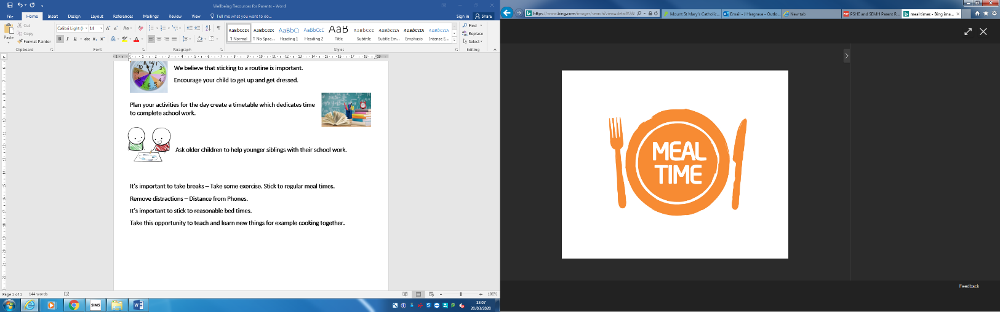 Wellbeing Resources for Parents - Word
File Home Insert Design Layout References Mailings Review View Tell me what you want to do...
Sign in Share
Paste
Cut
Copy
Format Painter
Calibri Light (I 14
Clipboard Font Paragraph Styles Editing
AaBbCcDc AaBbCcDc AaBbCc AaBbCcC AaB AaBbCcC AaBbCcDc AaBbCcDc AaBbCcDc
¶ Normal ¶ No Spac... Heading 1 Heading 2 Title Subtitle Subtle Em... Emphasis Intense E...
Find
Replace
Select
We believe that sticking to a routine is important.
Encourage your child to get up and get dressed.
Plan your activities for the day create a timetable which dedicates time
to complete school work.
Ask older children to help younger siblings with their school work.
It's important to take breaks – Take some exercise. Stick to regular meal times.
Remove distractions – Distance from Phones.
It's important to stick to reasonable bed times.
Take this opportunity to teach and learn new things for example cooking together.
Page 1 of 1 144 words
100%
SIMS
12:07
20/03/2020
https://www.bing.com/images/search?view=detailV2&
Mount St Mary's Catholic...
Email - J Hargrave - Outlo...
New tab
PSHE and SEMH Parent R...
meal times - Bing ima...
MEAL
TIME
Feedback